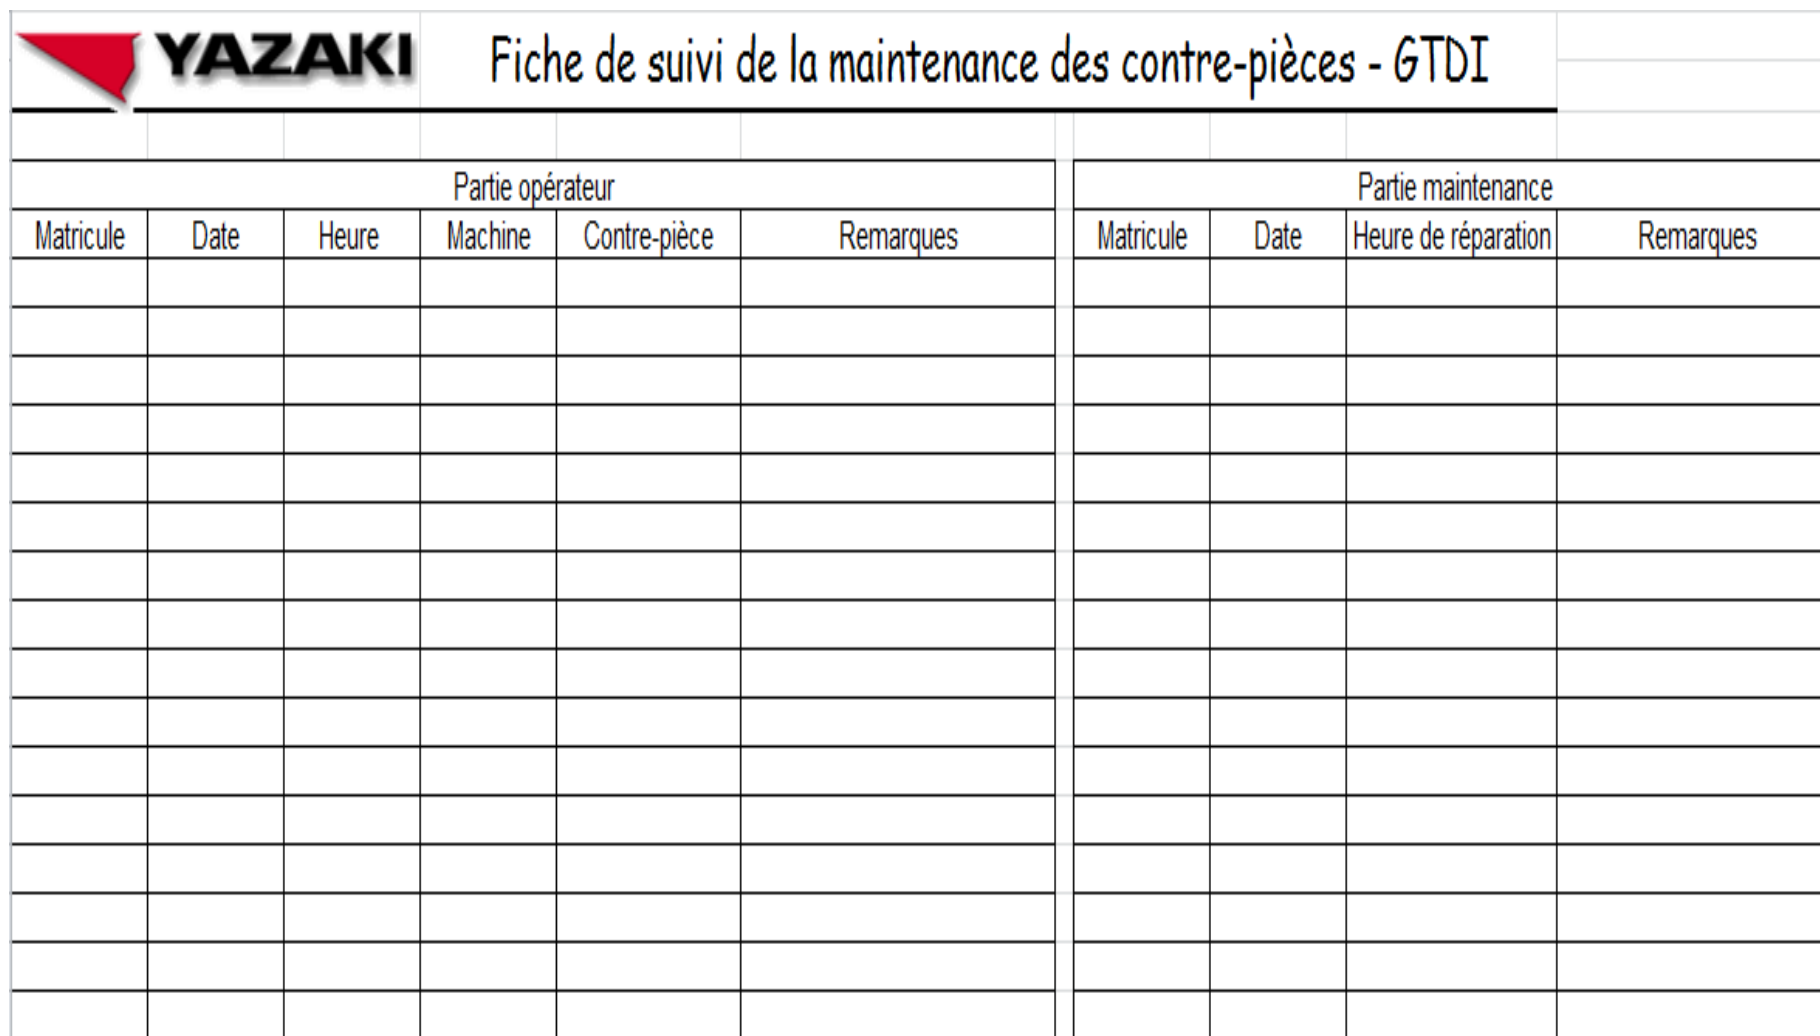 YAZAKI Fiche de suivi de la maintenance des contre-pièces - GTDI
Partie opérateur Partie maintenance
Matricule Date Heure Machine Contre-pièce Remarques Matricule Date Heure de réparation Remarques